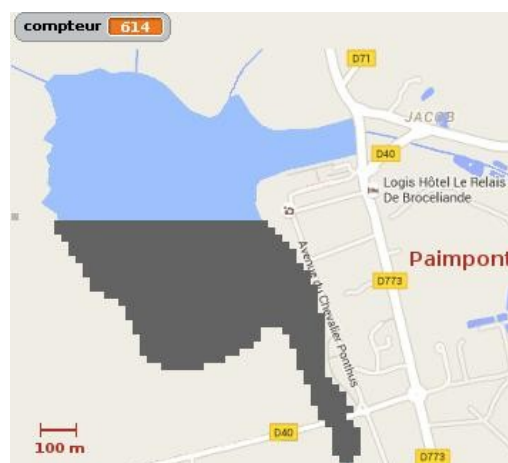 compteur 614
D71
JACOB
D40
Logis Hôtel Le Relais
De Broceliande
Paimpont
Avenue du Chevalier Ponthus
D773
100 m
D40
D773